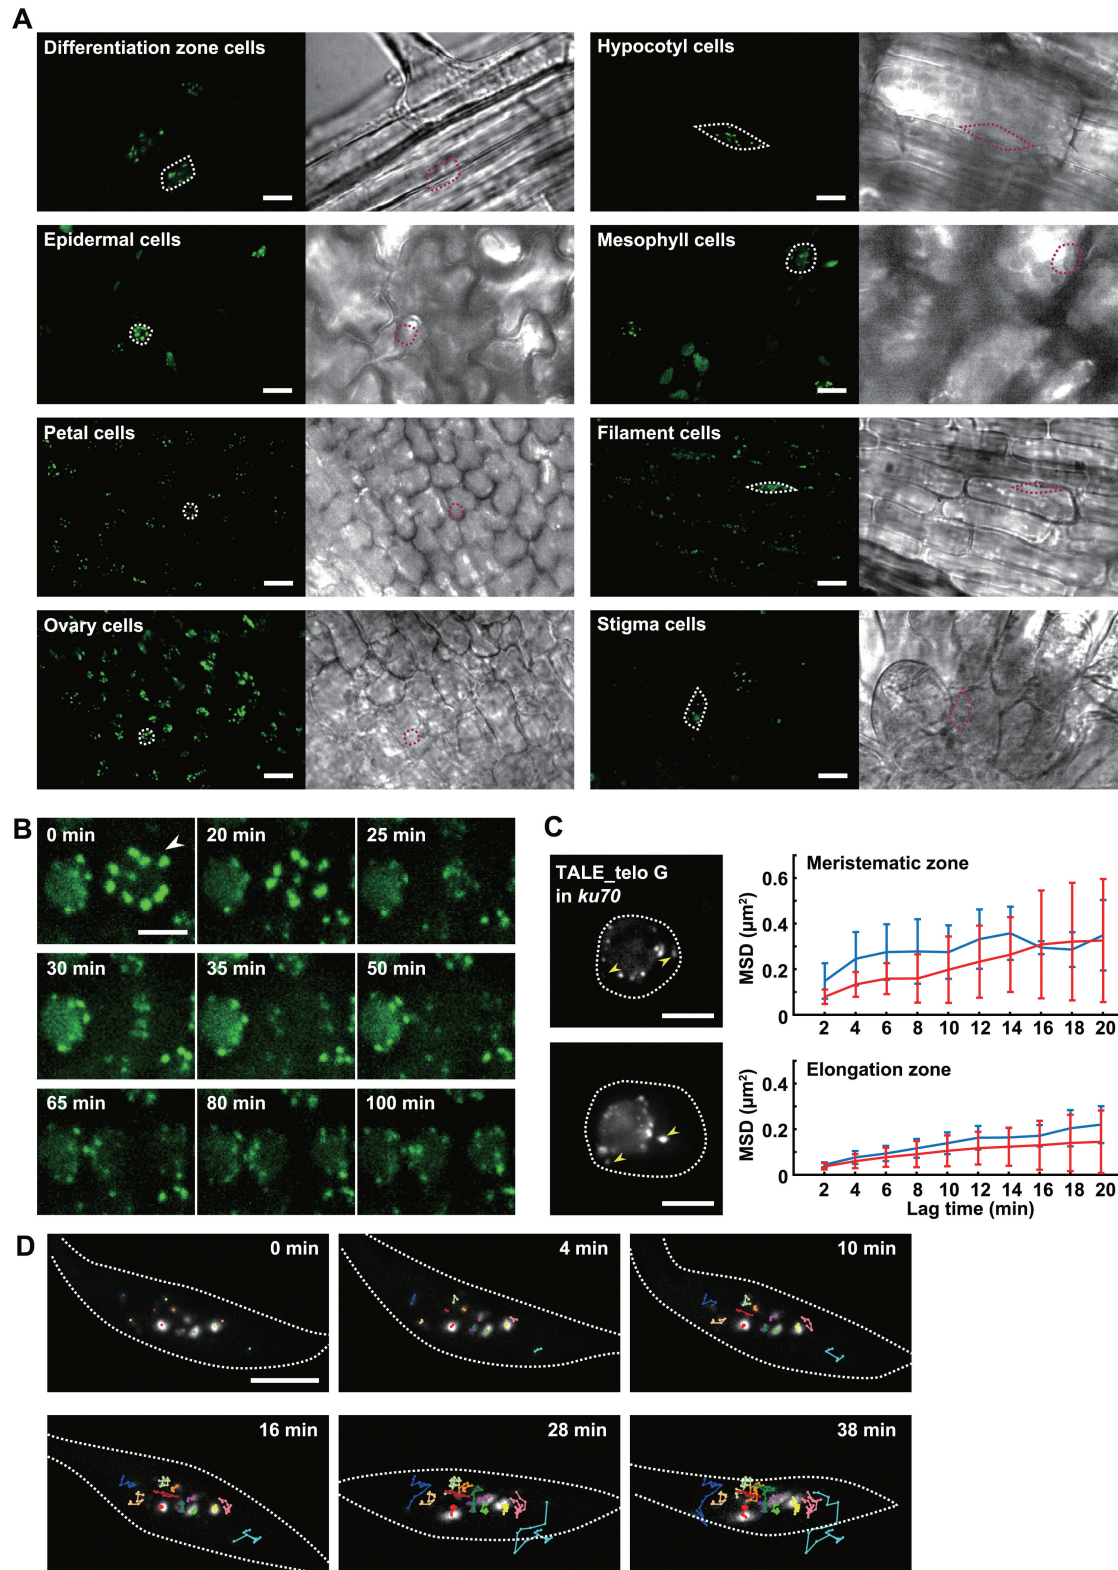 A
Differentiation zone cells
Hypocotyl cells
Epidermal cells
Mesophyll cells
Petal cells
Filament cells
Ovary cells
Stigma cells
B
0 min
20 min
25 min
30 min
35 min
50 min
65 min
80 min
100 min
C
TALE_telo G
in ku70
Meristematic zone
MSD (µm²)
0.6
0.4
0.2
0
2 4 6 8 10 12 14 16 18 20
Elongation zone
MSD (µm²)
0.4
0.2
0
2 4 6 8 10 12 14 16 18 20
Lag time (min)
D
0 min
4 min
10 min
16 min
28 min
38 min